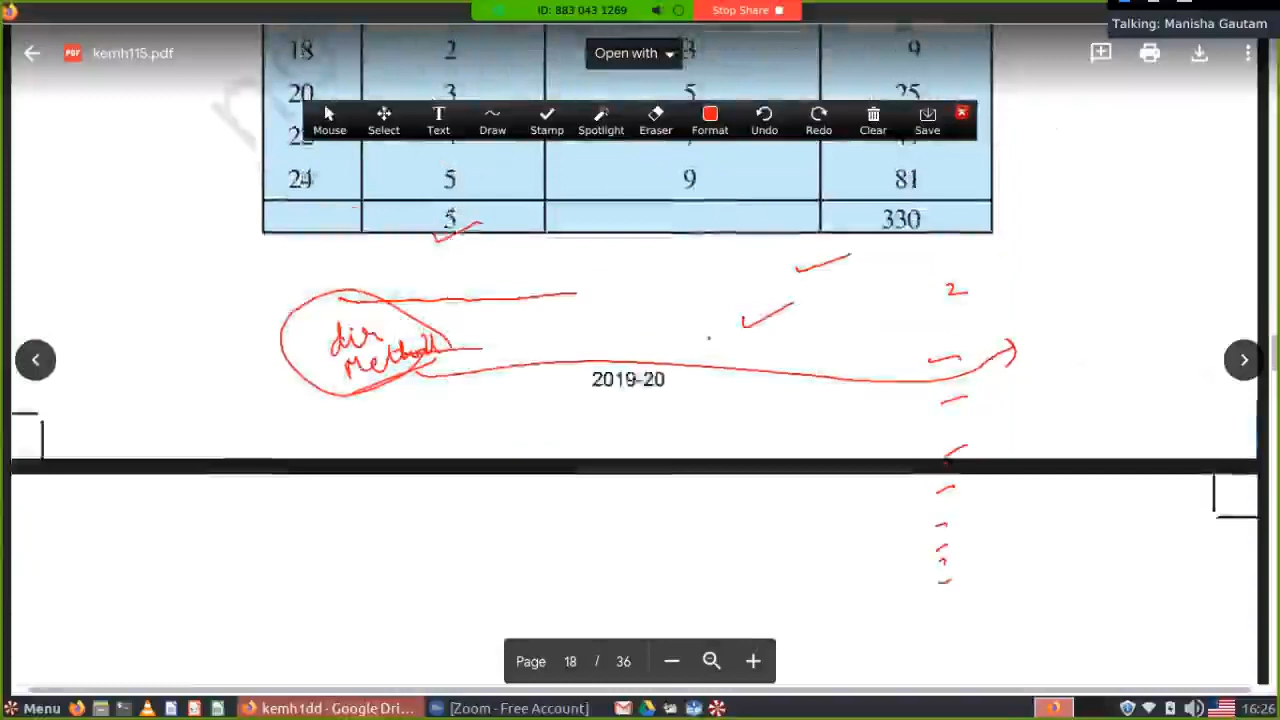 ID: 883 043 1269
Stop Share
Talking: Manisha Gautam
kemh115.pdf
Open with
18 2 3 9
20 3 5 25
Mouse Select Text Draw Stamp Spotlight Eraser Format Undo Redo Clear Save
24 5 9 81
5 330
2
dir
Method
2019-20
Page 18 / 36
Menu kemh1dd - Google Dri... [Zoom - Free Account] 16:26